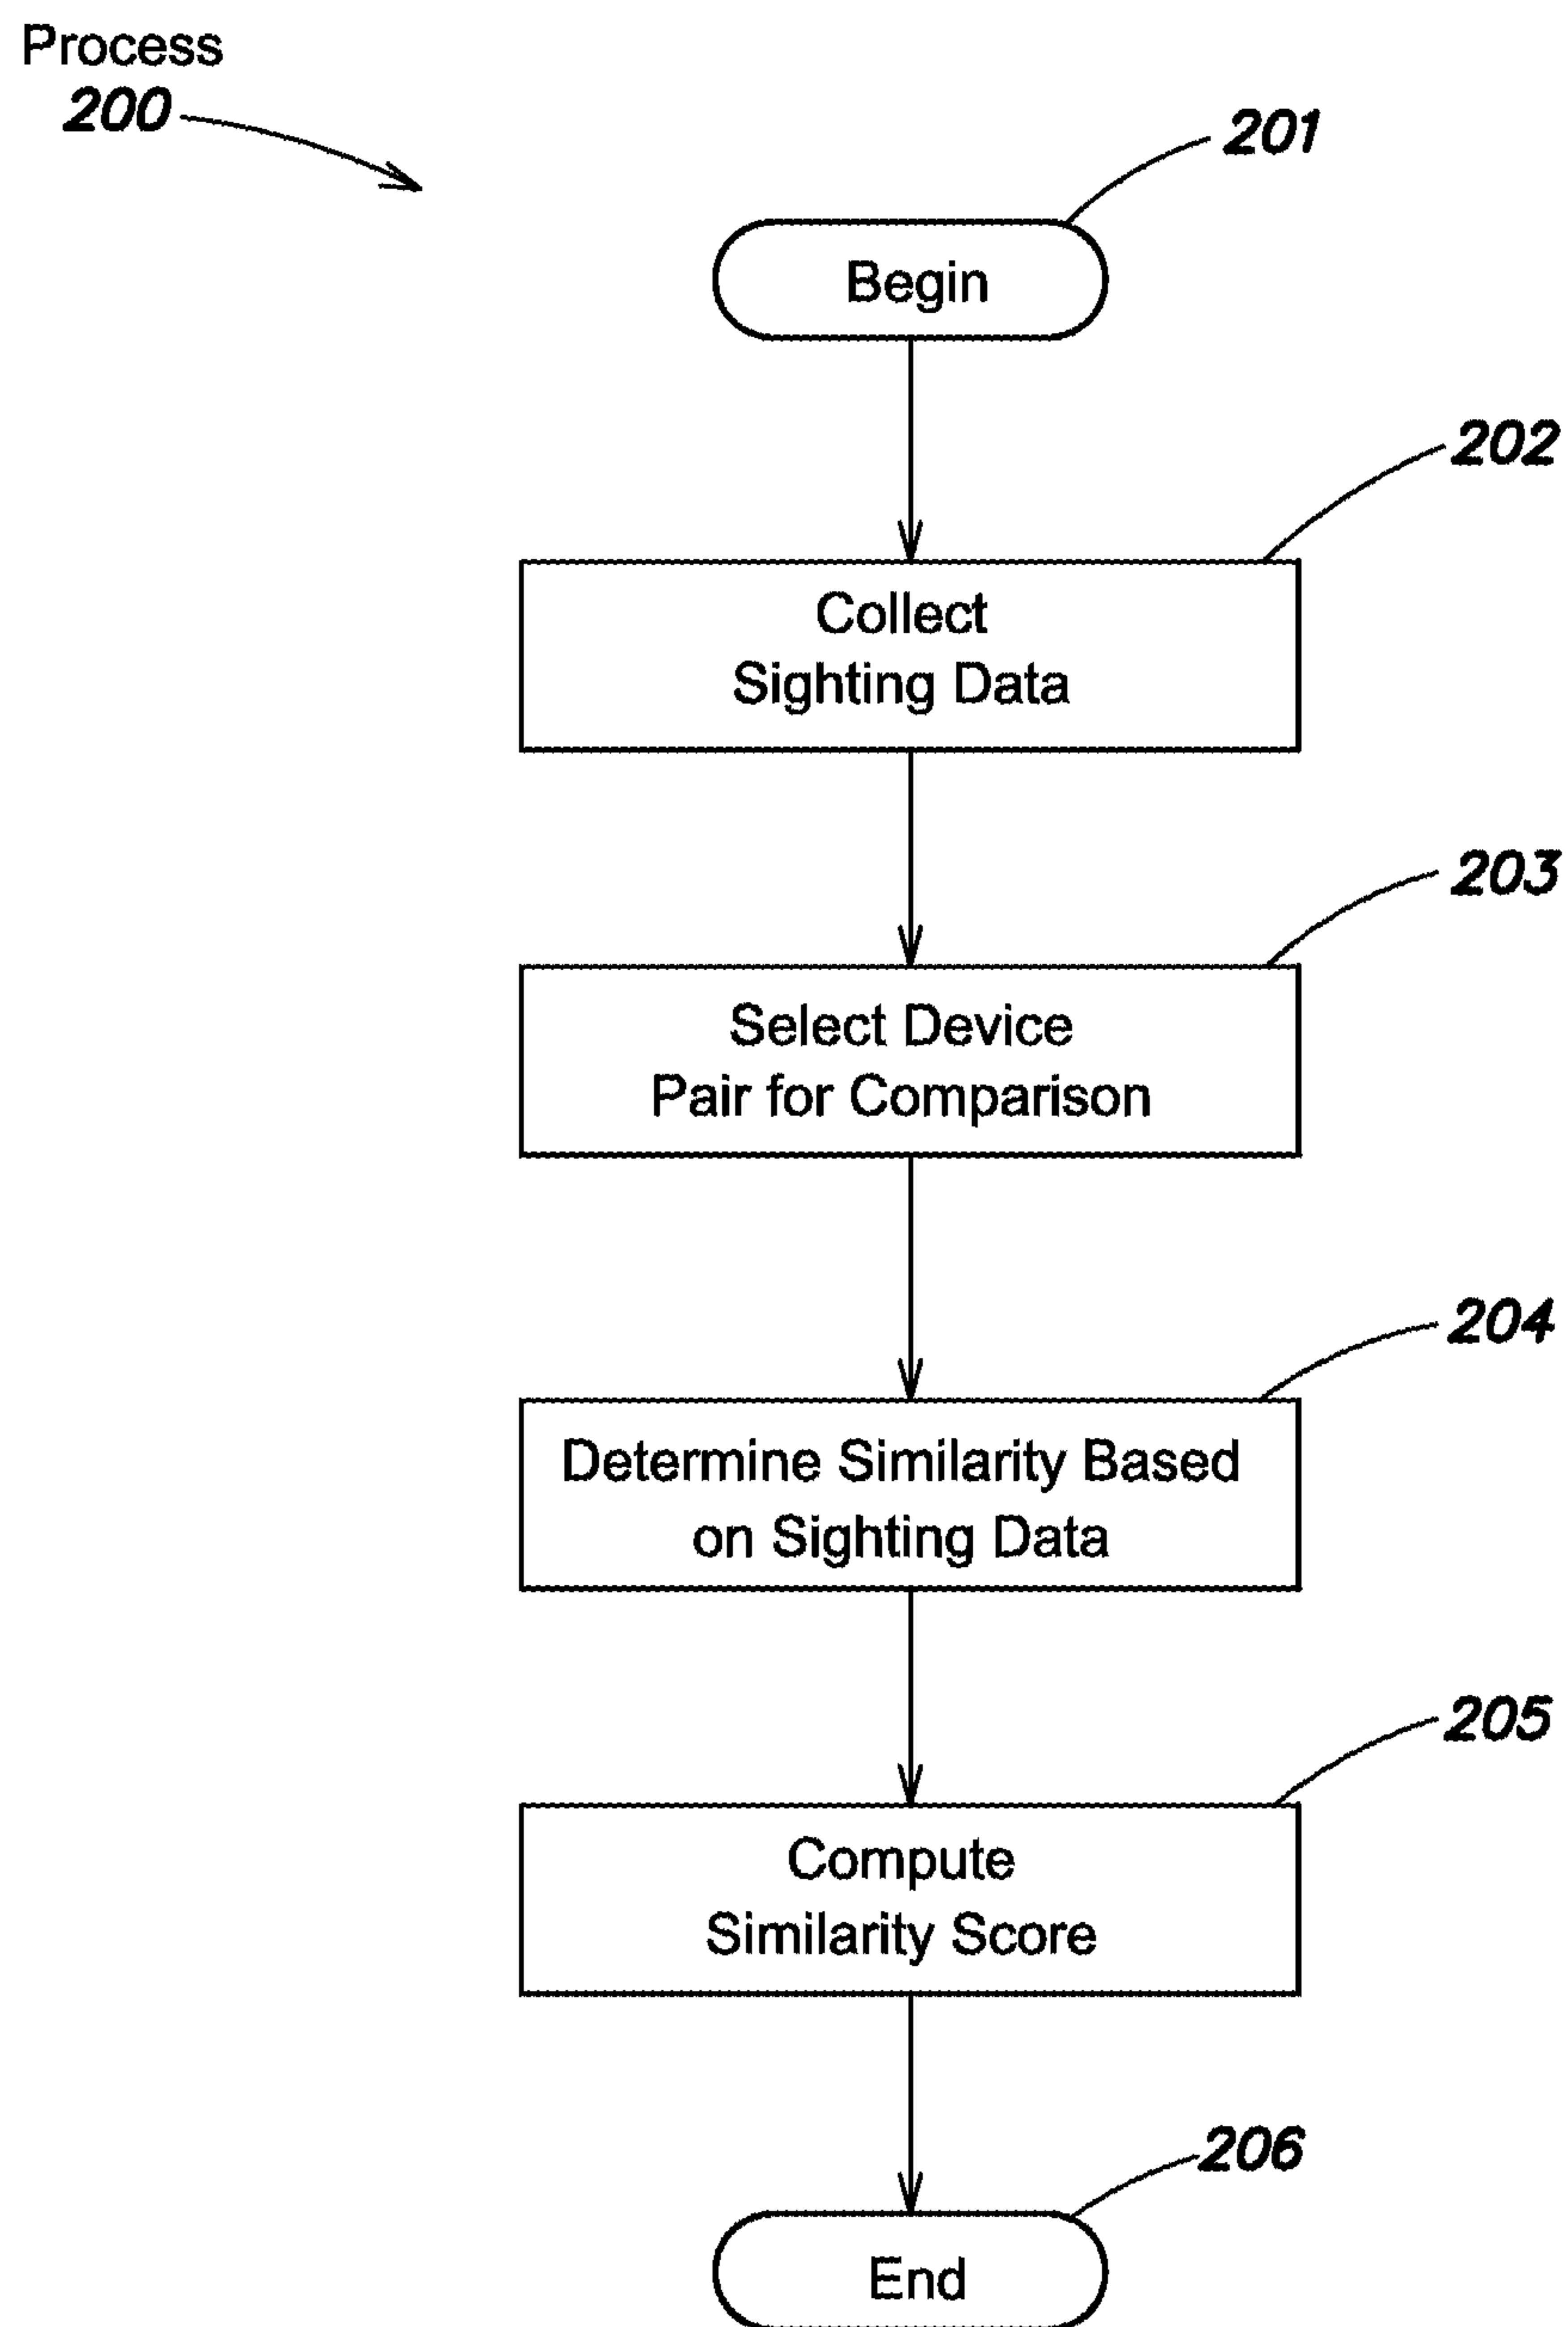 Process
200
201
Begin
202
Collect
Sighting Data
203
Select Device
Pair for Comparison
204
Determine Similarity Based
on Sighting Data
205
Compute
Similarity Score
206
End